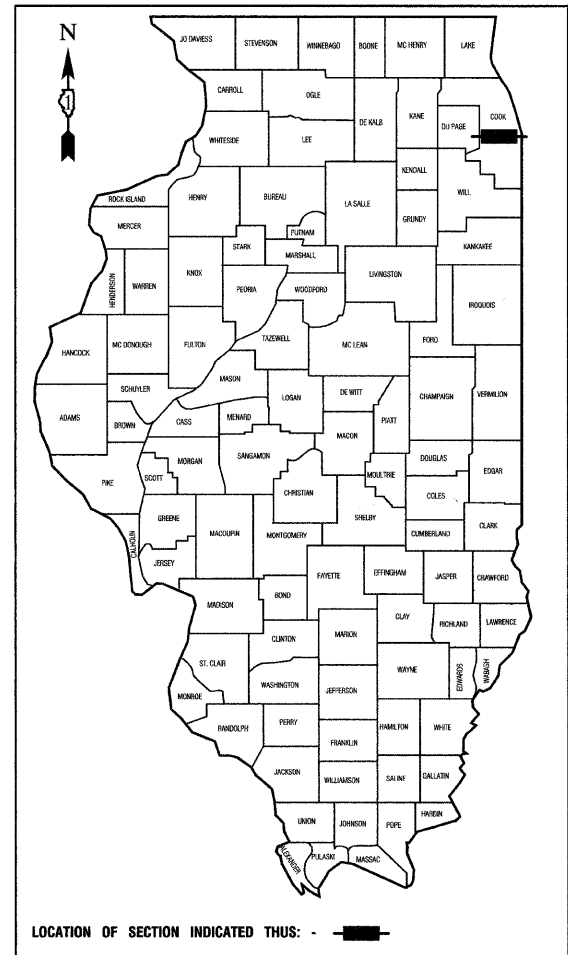 N
JO DAVIESS STEVENSON WINNEBAGO BOONE MC HENRY LAKE
CARROLL OGLE DE KALB KANE COOK
DU PAGE
WHITESIDE LEE
KENDALL WILL
ROCK ISLAND HENRY BUREAU LA SALLE GRUNDY
MERCER PUTNAM
STARK MARSHALL KANKAKEE
HENDERSON WARREN KNOX PEORIA WOODFORD LIVINGSTON IROQUOIS
TAZEWELL FORD
HANCOCK MC DONOUGH FULTON MC LEAN
MASON
SCHUYLER LOGAN DE WITT CHAMPAIGN VERMILION
ADAMS BROWN CASS MENARD PIATT
MACON
MORGAN SANGAMON DOUGLAS
PIKE SCOTT CHRISTIAN MOULTRIE EDGAR
COLES
GREENE MACOUPIN MONTGOMERY SHELBY
CALHOUN CUMBERLAND CLARK
JERSEY FAYETTE EFFINGHAM JASPER CRAWFORD
MADISON BOND
CLAY RICHLAND LAWRENCE
CLINTON MARION
ST. CLAIR WAYNE EDWARDS WABASH
WASHINGTON JEFFERSON
MONROE
RANDOLPH PERRY HAMILTON WHITE
FRANKLIN
JACKSON WILLIAMSON SALINE GALLATIN
UNION JOHNSON POPE HARDIN
ALEXANDER PULASKI MASSAC
LOCATION OF SECTION INDICATED THUS: -